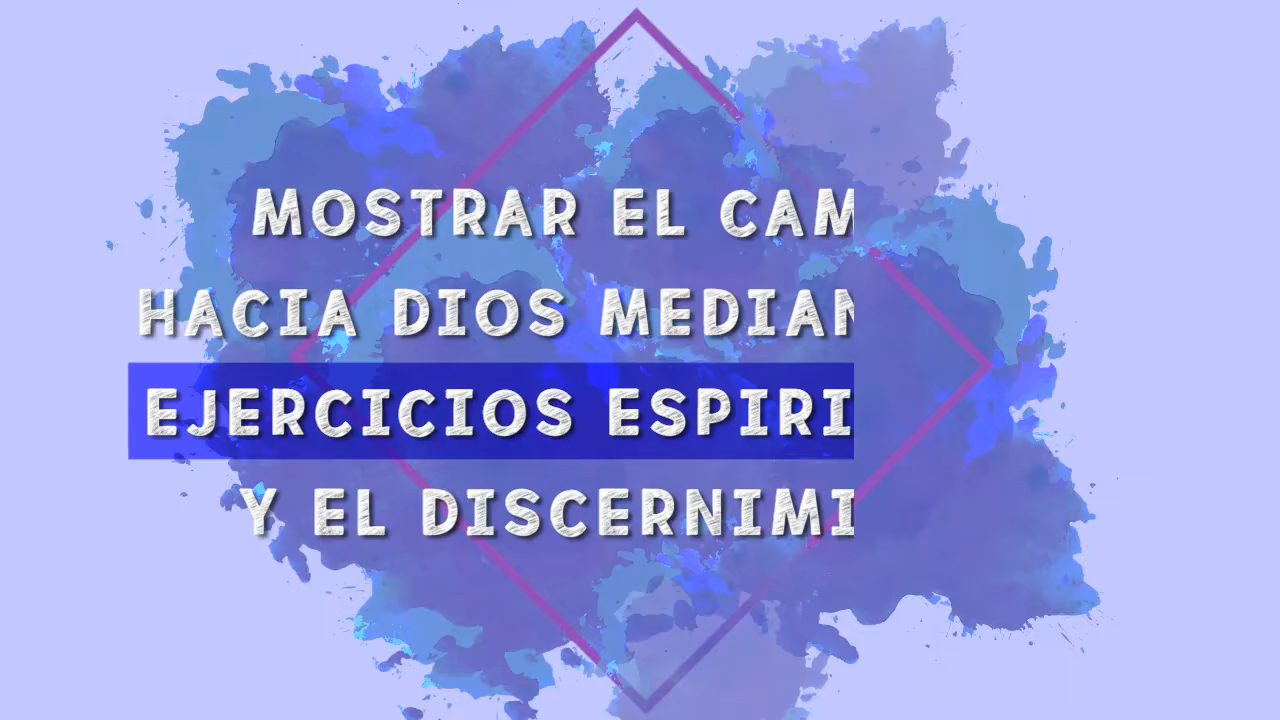 MOSTRAR EL CAM
HACIA DIOS MEDIAN
EJERCICIOS ESPIRI
Y EL DISCERNIMI